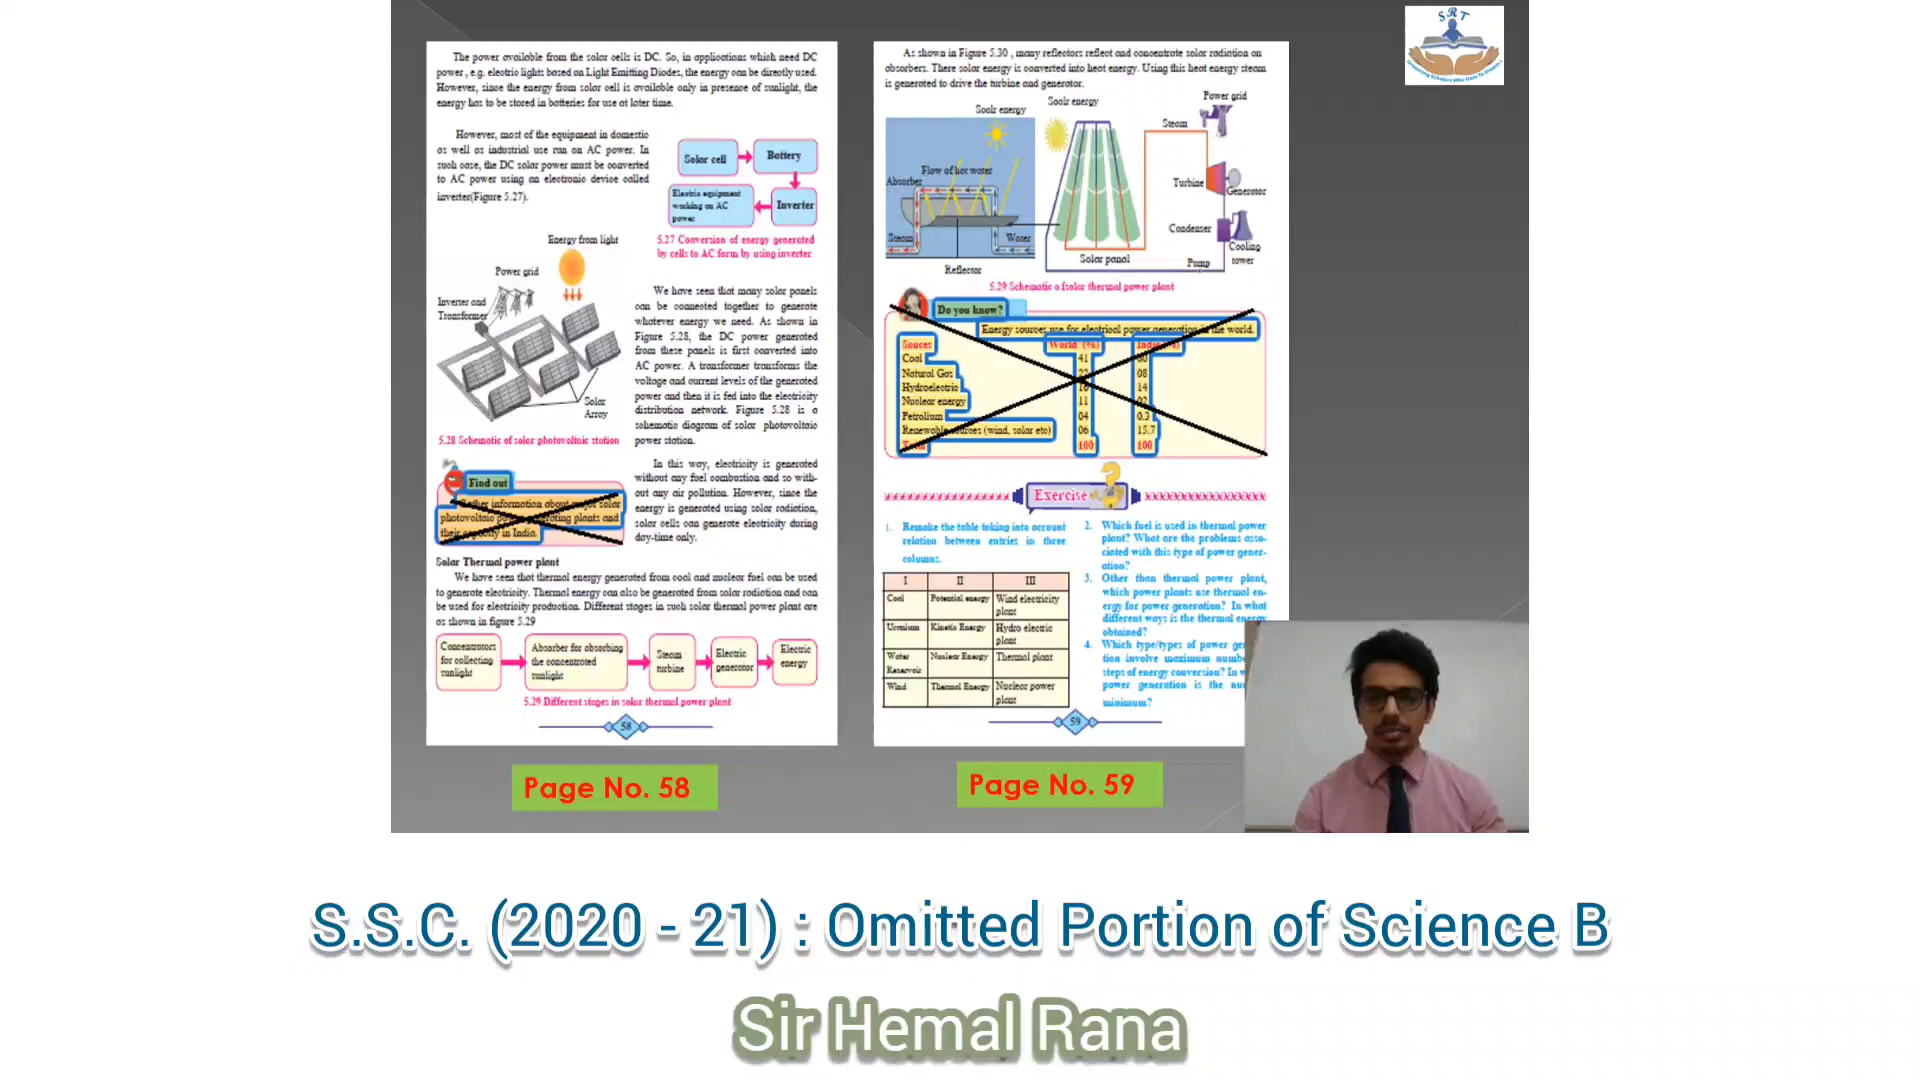 The power available from the solar cells is DC. So, in applications which need DC
power, e.g. electric lights based on Light Emitting Diodes, the energy can be directly used.
However, since the energy from solar cell is available only in presence of sunlight, the
energy has to be stored in batteries for use at later time.
However, most of the equipment in domestic
as well as industrial use run on AC power. In
such case, the DC solar power must be converted
to AC power using an electronic device called
inverter(Figure 5.27).
Solar cell
Battery
Electric equipment
working on AC
power
Inverter
5.27 Conversion of energy generated
by cells to AC form by using inverter
Energy from light
Power grid
Inverter and
Transformer
Solar
Array
5.28 Schematic of solar photovoltaic station
We have seen that many solar panels
can be connected together to generate
whatever energy we need. As shown in
Figure 5.28, the DC power generated
from these panels is first converted into
AC power. A transformer transforms the
voltage and current levels of the generated
power and then it is fed into the electricity
distribution network. Figure 5.28 is a
schematic diagram of solar photovoltaic
power station.
Find out
Gather information about major solar
photovoltaic power generating plants and
their capacity in India.
In this way, electricity is generated
without any fuel combustion and so with-
out any air pollution. However, since the
energy is generated using solar radiation,
solar cells can generate electricity during
day-time only.
Solar Thermal power plant
We have seen that thermal energy generated from coal and nuclear fuel can be used
to generate electricity. Thermal energy can also be generated from solar radiation and can
be used for electricity production. Different stages in such solar thermal power plant are
as shown in figure 5.29
Concentrators
for collecting
sunlight
Absorber for absorbing
the concentrated
sunlight
Steam
turbine
Electric
generator
Electric
energy
5.29 Different stages in solar thermal power plant
58
Page No. 58
As shown in Figure 5.30 , many reflectors reflect and concentrate solar radiation on
absorbers. There solar energy is converted into heat energy. Using this heat energy steam
is generated to drive the turbine and generator.
Soalr energy
Soalr energy
Power grid
Steam
Absorber
Flow of hot water
Turbine
Generator
Steam
Water
Condenser
Cooling
tower
Reflector
Solar panal
Pump
5.29 Schematic o fsolar thermal power plant
Do you know?
Energy sources use for electrical power generation in the world.
Souces World (%) India (%)
Coal 41 60
Natural Gas 22 08
Hydroelectric 16 14
Nuclear energy 11 02
Petrolium 04 0.3
Renewable sources (wind, solar etc) 06 15.7
Total 100 100
Exercise
1. Remake the table taking into account
relation between entries in three
columns.
I II III
Coal Potential energy Wind electricity
plant
Uranium Kinetic Energy Hydro electric
plant
Water
Reservoir
Nuclear Energy Thermal plant
Wind Thermal Energy Nuclear power
plant
2. Which fuel is used in thermal power
plant? What are the problems asso-
ciated with this type of power gener-
ation?
3. Other than thermal power plant,
which power plants use thermal en-
ergy for power generation? In what
different ways is the thermal energy
obtained?
4. Which type/types of power
tion involve maximum
steps of energy conversion? In
power generation is the
minimum?
59
Page No. 59
SRT
S.S.C. (2020 - 21) : Omitted Portion of Science B
Sir Hemal Rana